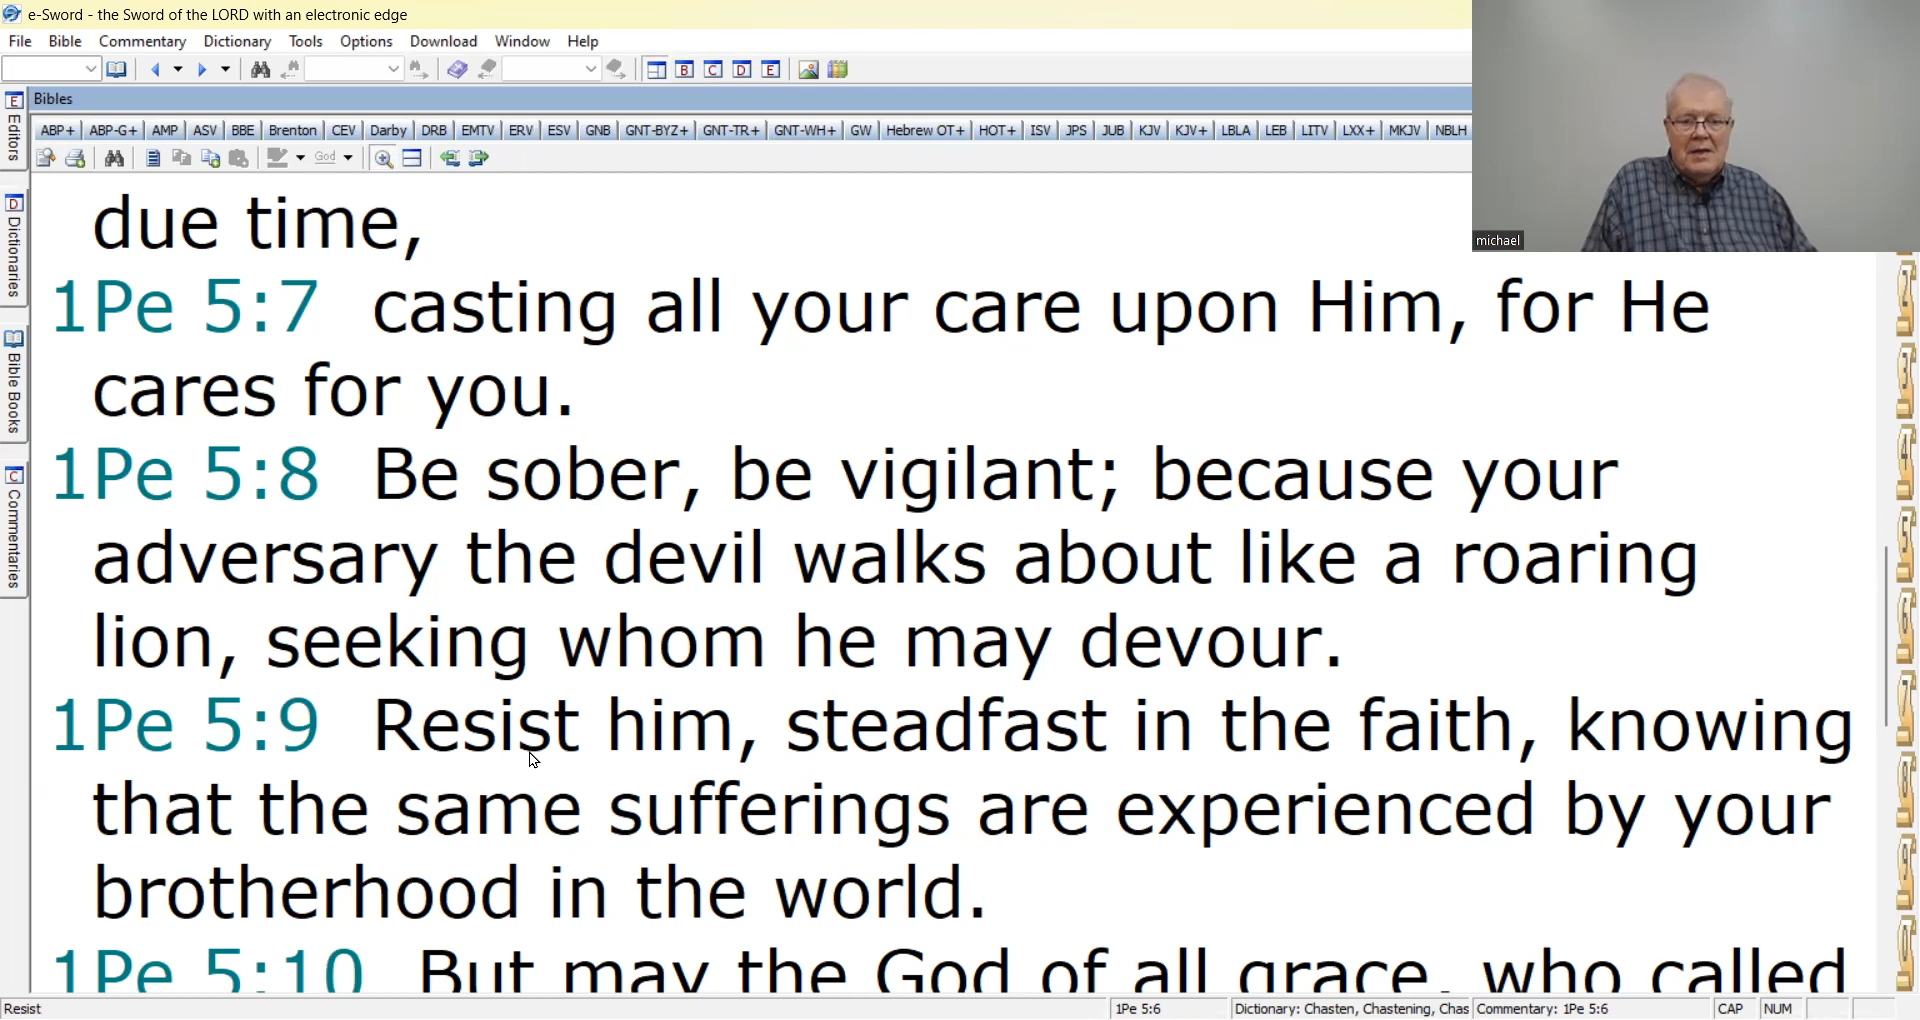 e-Sword - the Sword of the LORD with an electronic edge
File Bible Commentary Dictionary Tools Options Download Window Help
B C D E
Bibles
ABP+ ABP-G+ AMP ASV BBE Brenton CEV Darby DRB EMTV ERV ESV GNB GNT-BYZ+ GNT-TR+ GNT-WH+ GW Hebrew OT+ HOT+ ISV JPS JUB KJV KJV+ LBLA LEB LITV LXX+ MKJV NBLH
God
E Editors
D Dictionaries
Bible Books
C Commentaries
michael
due time,
1Pe 5:7 casting all your care upon Him, for He
cares for you.
1Pe 5:8 Be sober, be vigilant; because your
adversary the devil walks about like a roaring
lion, seeking whom he may devour.
1Pe 5:9 Resist him, steadfast in the faith, knowing
that the same sufferings are experienced by your
brotherhood in the world.
1Pe 5:10 But may the God of all grace, who called
Resist
1Pe 5:6
Dictionary: Chasten, Chastening, Chas
Commentary: 1Pe 5:6
CAP
NUM